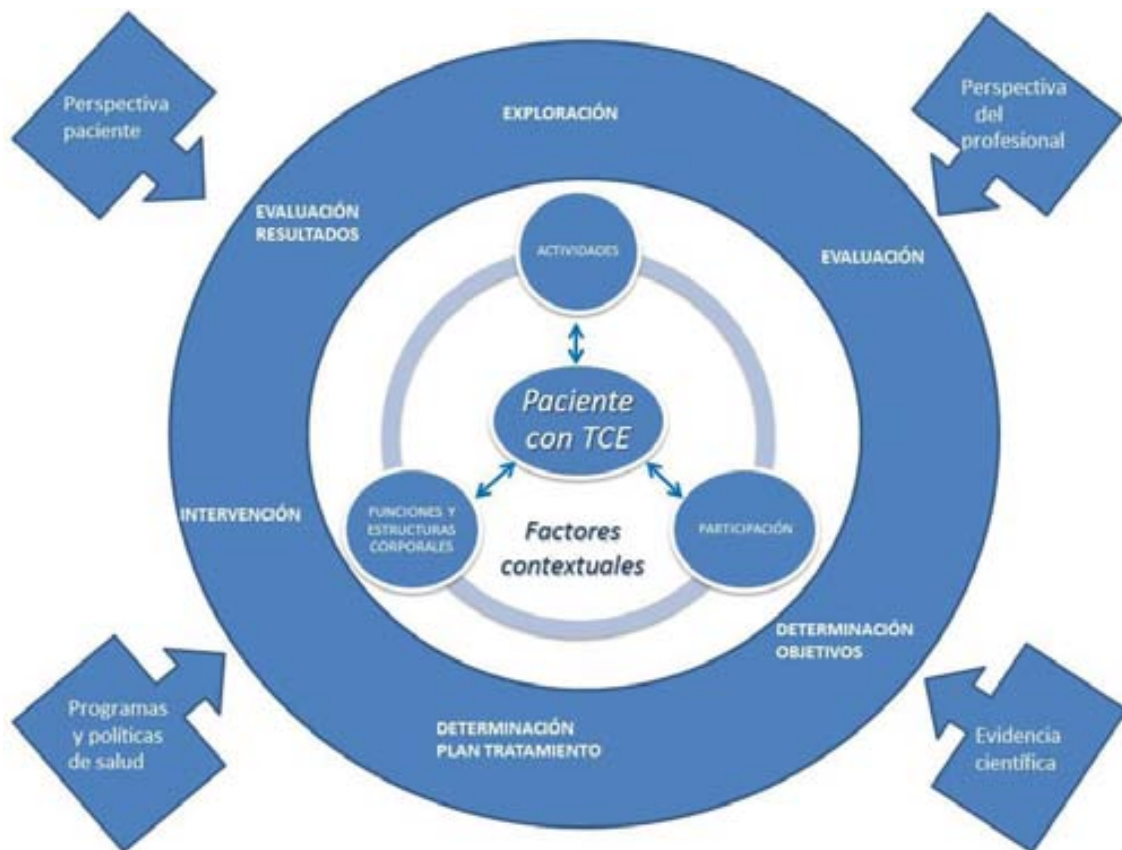 Perspectiva
paciente
Perspectiva
del
profesional
EXPLORACIÓN
EVALUACIÓN
RESULTADOS
EVALUACIÓN
ACTIVIDADES
Paciente
con TCE
INTERVENCIÓN
FUNCIONES Y
ESTRUCTURAS
CORPORALES
PARTICIPACIÓN
Factores
contextuales
DETERMINACIÓN
OBJETIVOS
DETERMINACIÓN
PLAN TRATAMIENTO
Programas
y políticas
de salud
Evidencia
científica